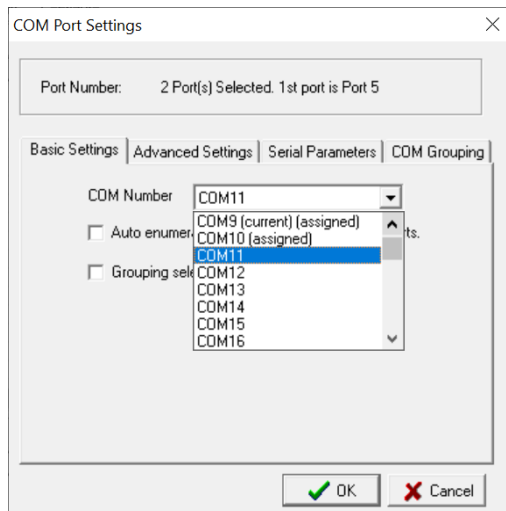 COM Port Settings
Port Number: 2 Port(s) Selected. 1st port is Port 5
Basic Settings Advanced Settings Serial Parameters COM Grouping
COM Number COM11
COM9 (current) (assigned)
Auto enumer ts.
COM10 (assigned)
COM11
Grouping sele
COM12
COM13
COM14
COM15
COM16
OK Cancel